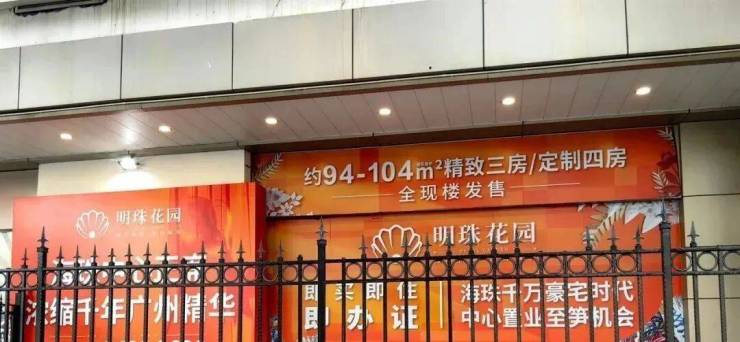 约94-104m²精致三房/定制四房
全现楼发售
明珠花园
浓缩千年广州精华
明珠花园
即买即住
即办证
海珠千万豪宅时代
中心置业至笋机会